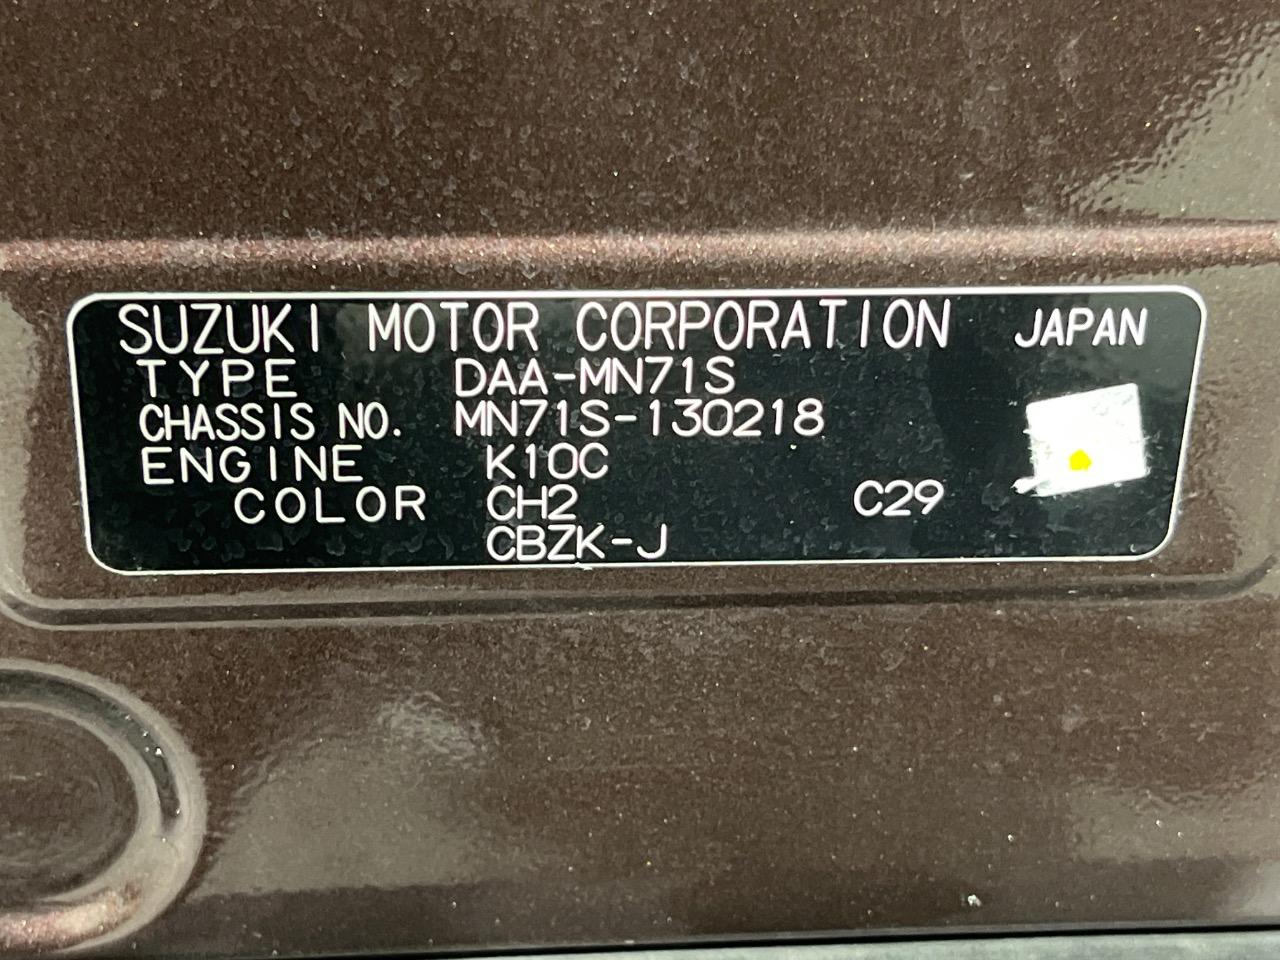 SUZUKI MOTOR CORPORATION JAPAN
TYPE DAA-MN71S
CHASSIS NO. MN71S-130218
ENGINE K10C
COLOR CH2 C29
CBZK-J